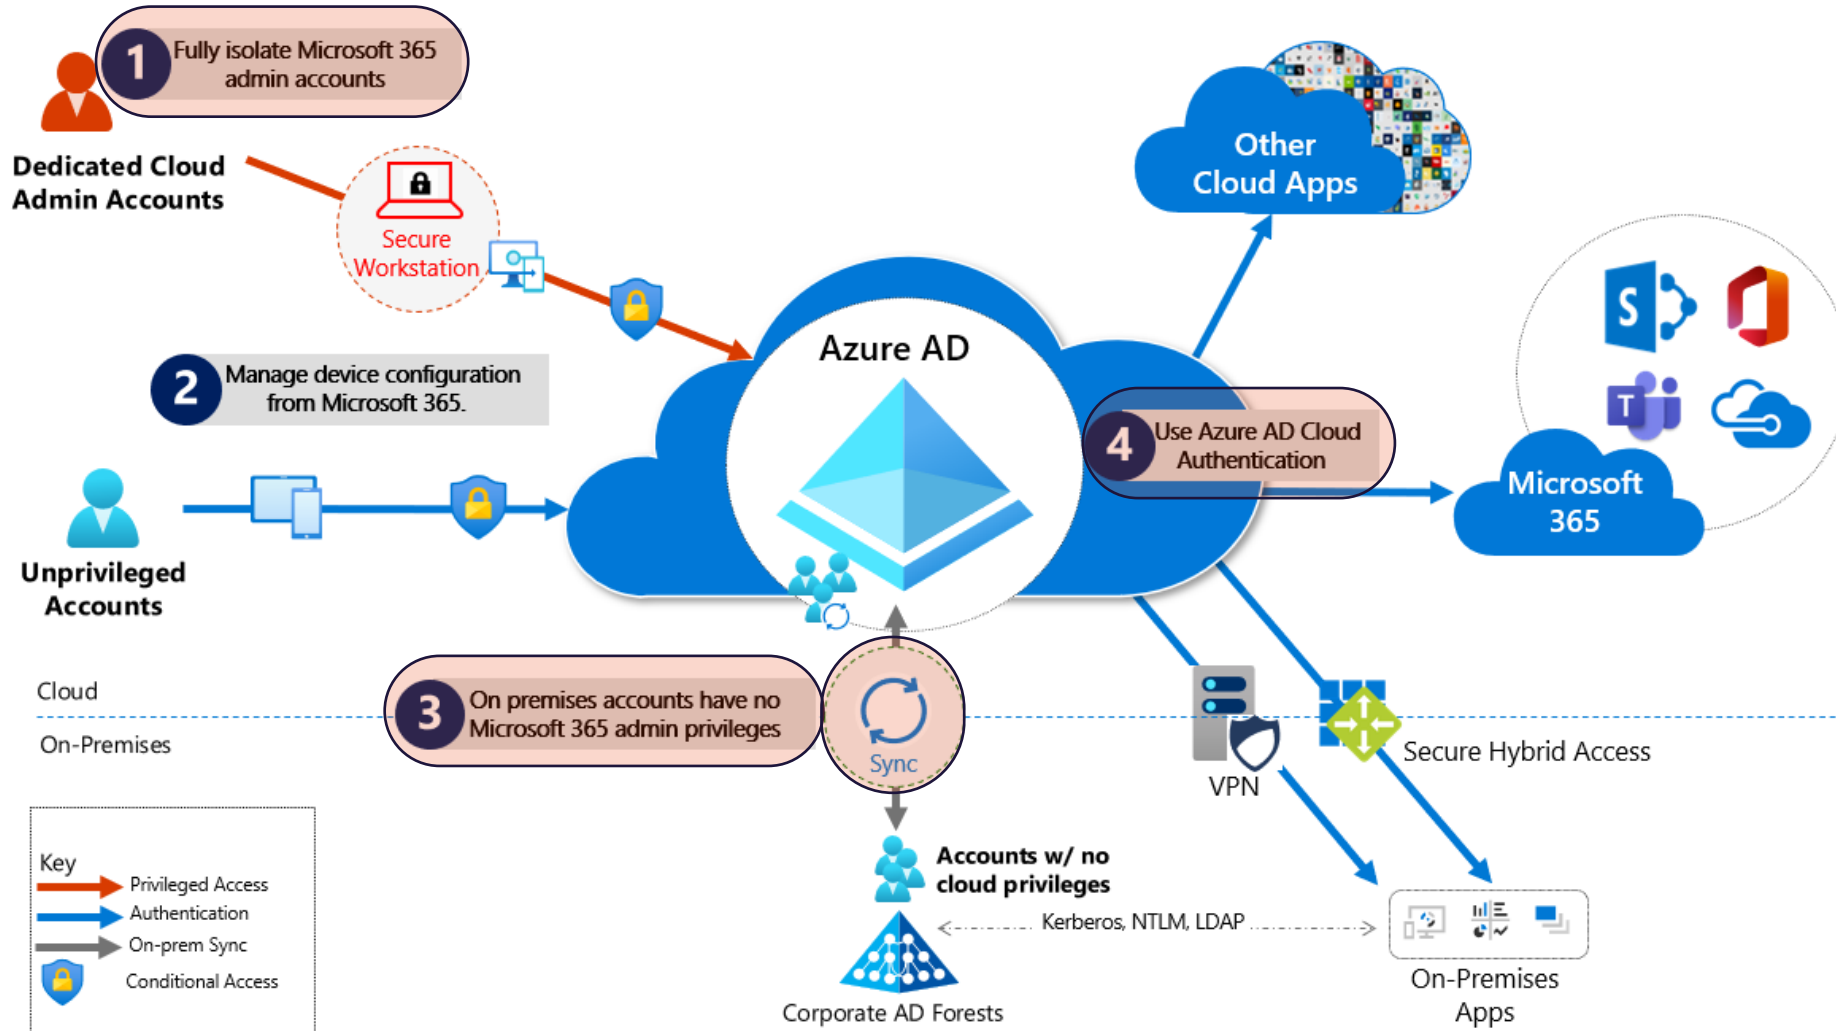 1
Fully isolate Microsoft 365
admin accounts
Dedicated Cloud
Admin Accounts
Secure
Workstation
Other
Cloud Apps
Azure AD
2
Manage device configuration
from Microsoft 365.
4
Use Azure AD Cloud
Authentication
S
T
Microsoft
365
Unprivileged
Accounts
Cloud
On-Premises
3
On premises accounts have no
Microsoft 365 admin privileges
Sync
VPN
Secure Hybrid Access
Key
Privileged Access
Authentication
On-prem Sync
Conditional Access
Accounts w/ no
cloud privileges
Kerberos, NTLM, LDAP
Corporate AD Forests
On-Premises
Apps